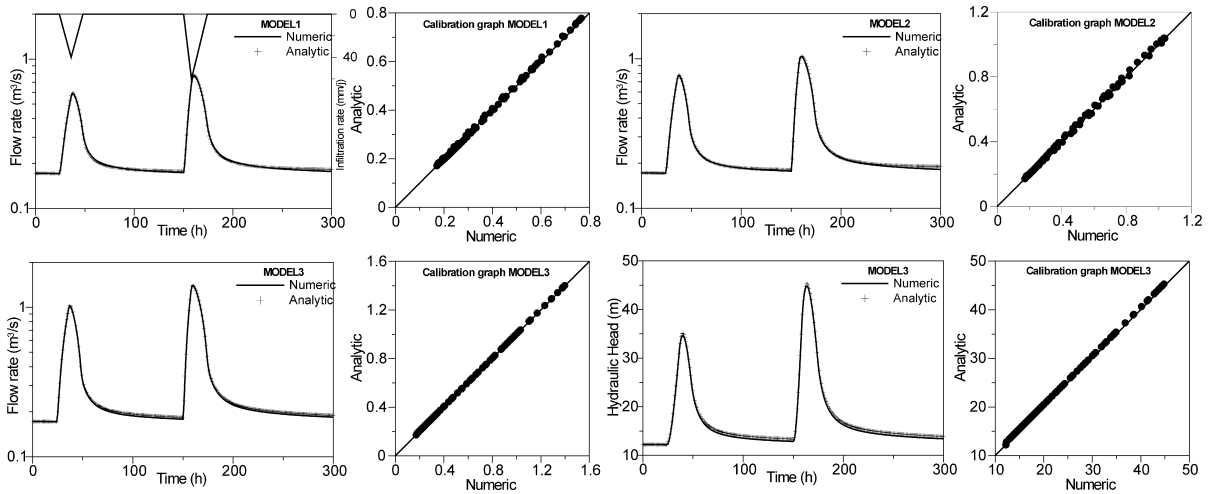 MODEL1
Numeric
Analytic
1
0.1
Flow rate (m³/s)
0
100
200
300
Time (h)
0
40
Infiltration rate (mm/j)
Calibration graph MODEL1
0.8
0.6
0.4
0.2
0
Analytic
0
0.2
0.4
0.6
0.8
Numeric
MODEL2
Numeric
Analytic
1
0.1
Flow rate (m³/s)
0
100
200
300
Time (h)
Calibration graph MODEL2
1.2
0.8
0.4
0
Analytic
0
0.4
0.8
1.2
Numeric
MODEL3
Numeric
Analytic
1
0.1
Flow rate (m³/s)
0
100
200
300
Time (h)
Calibration graph MODEL3
1.6
1.2
0.8
0.4
0
Analytic
0
0.4
0.8
1.2
1.6
Numeric
MODEL3
Numeric
Analytic
50
40
30
20
10
Hydraulic Head (m)
0
100
200
300
Time (h)
Calibration graph MODEL3
50
40
30
20
10
Analytic
10
20
30
40
50
Numeric